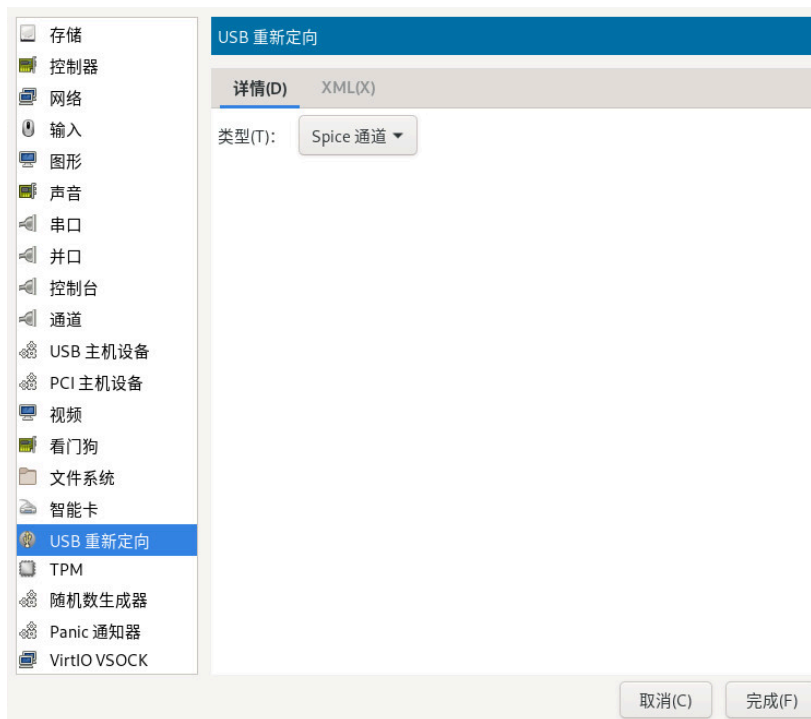 存储
控制器
网络
输入
图形
声音
串口
并口
控制台
通道
USB 主机设备
PCI 主机设备
视频
看门狗
文件系统
智能卡
USB 重新定向
TPM
随机数生成器
Panic 通知器
VirtIO VSOCK
USB 重新定向
详情(D) XML(X)
类型(T): Spice 通道
取消(C) 完成(F)